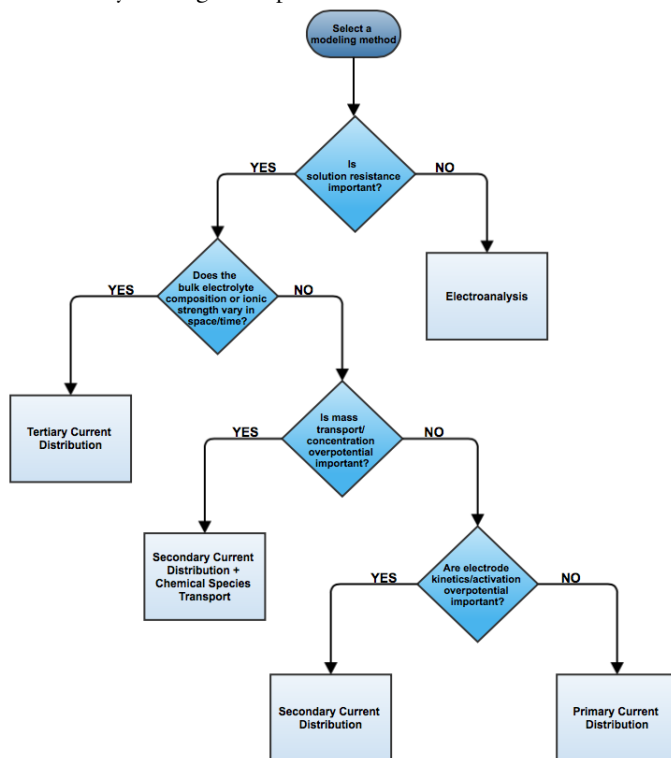 Select a
modeling method
Is
solution resistance
important?
YES
NO
Does the
bulk electrolyte
composition or ionic
strength vary in
space/time?
YES
NO
Electroanalysis
Tertiary Current
Distribution
Is mass
transport/
concentration
overpotential
important?
YES
NO
Secondary Current
Distribution +
Chemical Species
Transport
Are electrode
kinetics/activation
overpotential
important?
YES
NO
Secondary Current
Distribution
Primary Current
Distribution